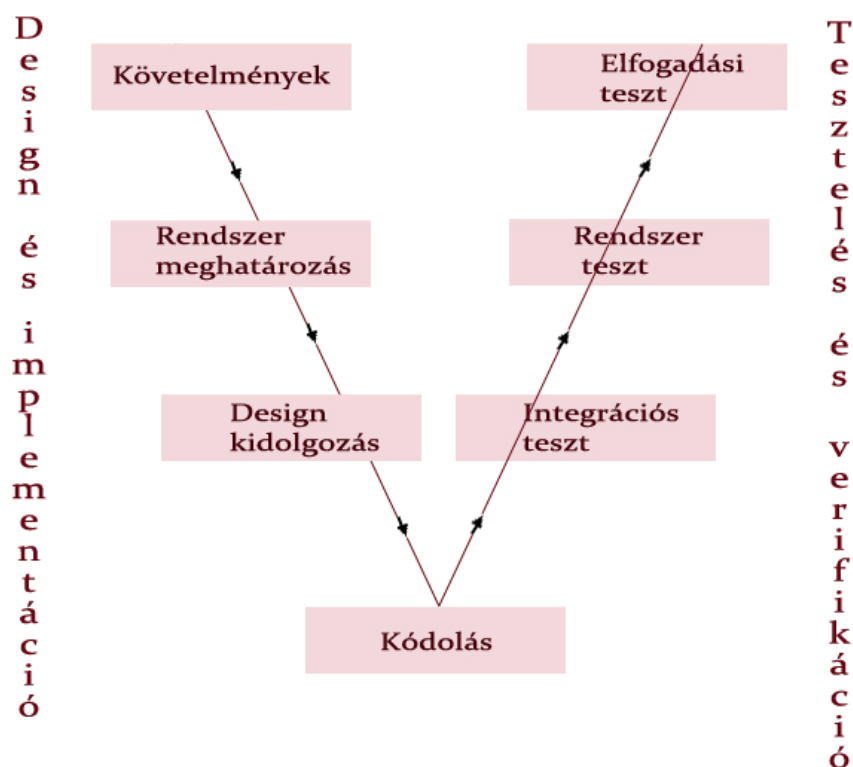 Design és implementáció
Követelmények
Rendszer
meghatározás
Design
kidolgozás
Kódolás
Integrációs
teszt
Rendszer
teszt
Elfogadási
teszt
Tesztelés és verifikáció